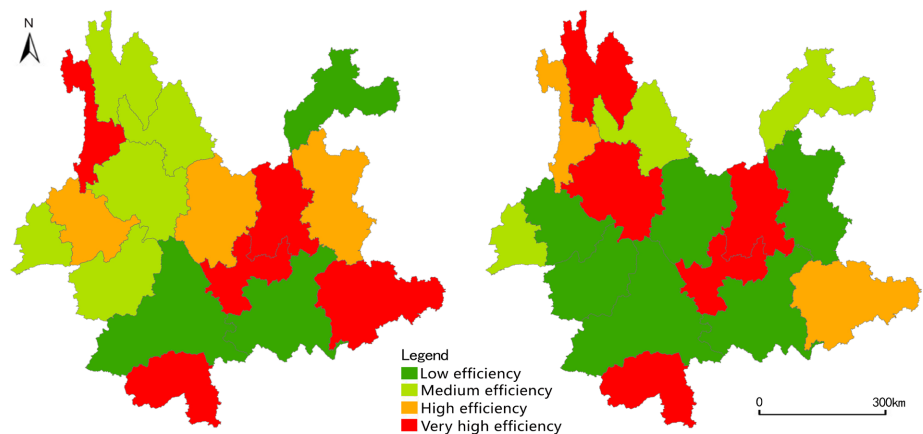 N
Legend
Low efficiency
Medium efficiency
High efficiency
Very high efficiency
0 300km